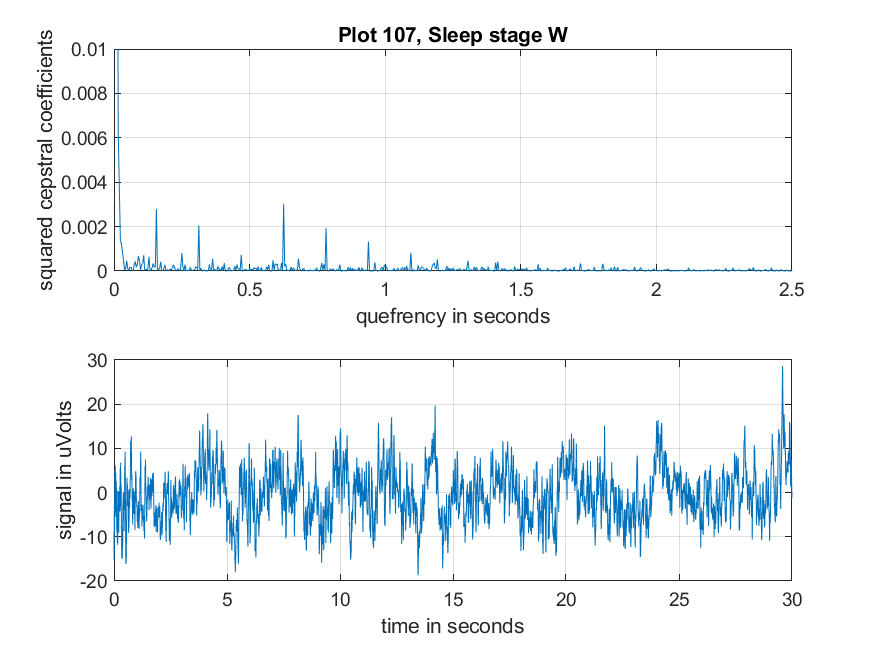 Plot 107, Sleep stage W
squared cepstral coefficients
0.01
0.008
0.006
0.004
0.002
0
0 0.5 1 1.5 2 2.5
quefrency in seconds
signal in uVolts
30
20
10
0
-10
-20
0 5 10 15 20 25 30
time in seconds